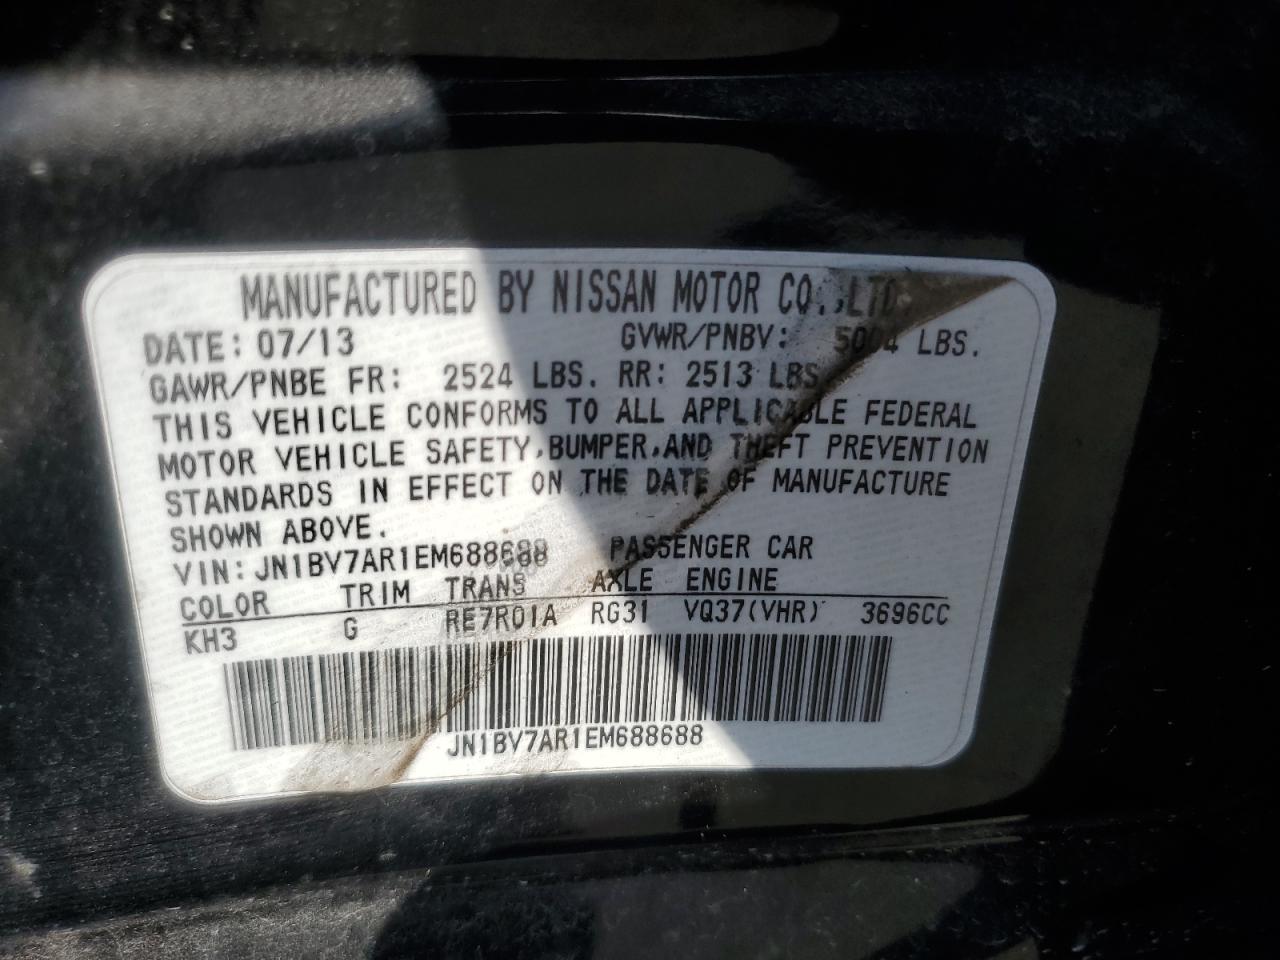 MANUFACTURED BY NISSAN MOTOR CO.,LTD.
DATE: 07/13 GVWR/PNBV: 5004 LBS.
GAWR/PNBE FR: 2524 LBS. RR: 2513 LBS.
THIS VEHICLE CONFORMS TO ALL APPLICABLE FEDERAL
MOTOR VEHICLE SAFETY,BUMPER,AND THEFT PREVENTION
STANDARDS IN EFFECT ON THE DATE OF MANUFACTURE
SHOWN ABOVE.
VIN: JN1BV7AR1EM688688 PASSENGER CAR
COLOR TRIM TRANS AXLE ENGINE
KH3 G RE7R01A RG31 VQ37(VHR) 3696CC
JN1BV7AR1EM688688